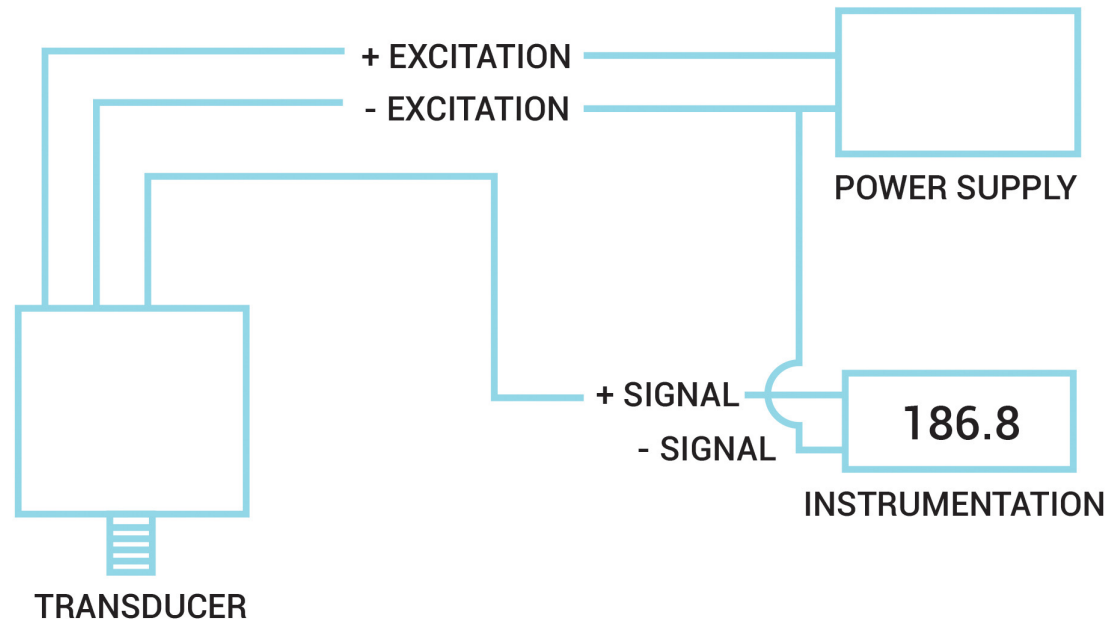 + EXCITATION
- EXCITATION
POWER SUPPLY
+ SIGNAL
- SIGNAL
186.8
INSTRUMENTATION
TRANSDUCER